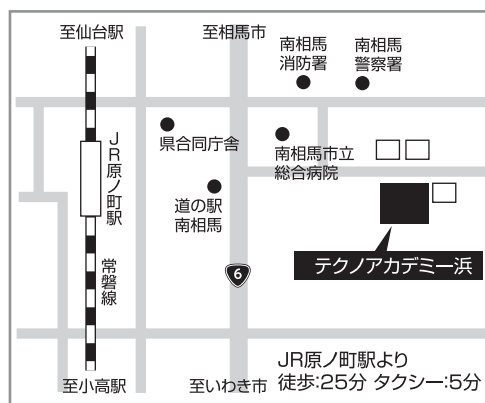 至仙台駅
至相馬市
南相馬
消防署
南相馬
警察署
県合同庁舎
南相馬市立
総合病院
JR原ノ町駅
道の駅
南相馬
常磐線
6
テクノアカデミー浜
JR原ノ町駅より
徒歩:25分 タクシー:5分
至小高駅
至いわき市